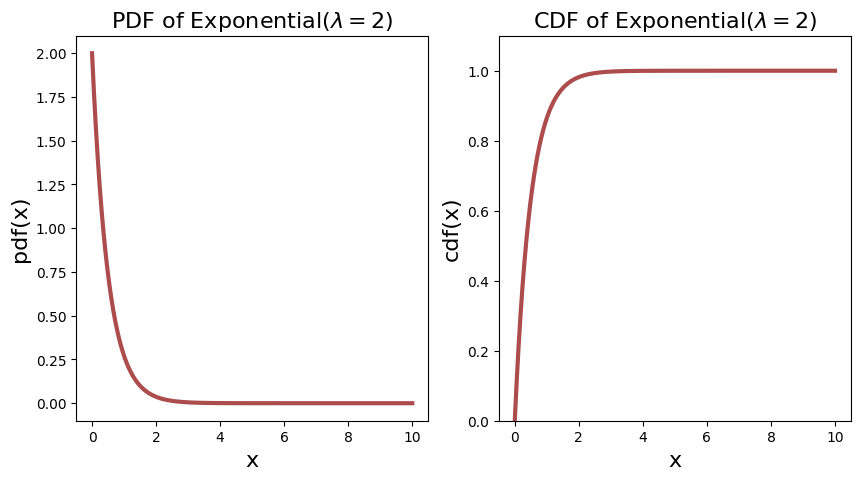 PDF of Exponential(λ = 2)
2.00
1.75
1.50
1.25
1.00
0.75
0.50
0.25
0.00
pdf(x)
0 2 4 6 8 10
x
CDF of Exponential(λ = 2)
1.0
0.8
0.6
0.4
0.2
0.0
cdf(x)
0 2 4 6 8 10
x